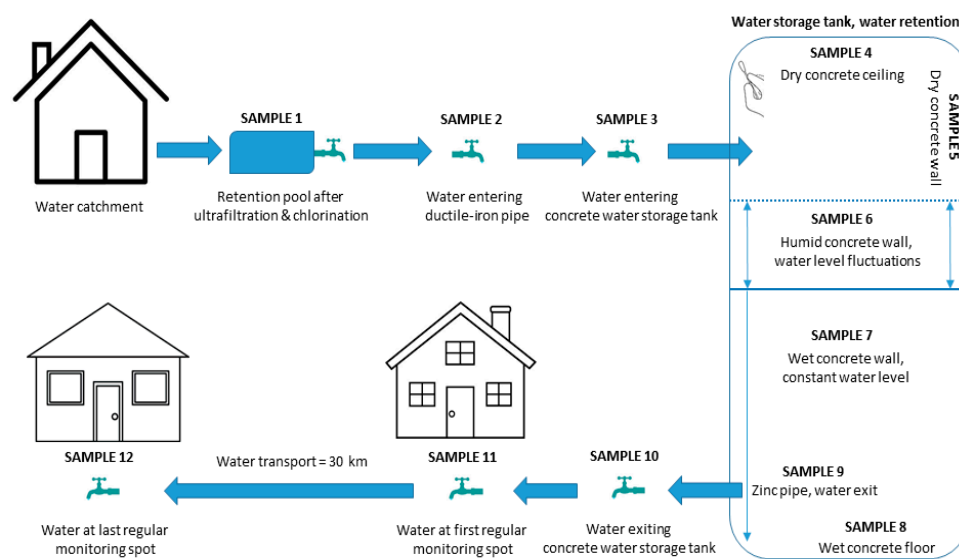 Water storage tank, water retention
SAMPLE 4
Dry concrete ceiling
SAMPLE 5
Dry concrete wall
SAMPLE 1
SAMPLE 2
SAMPLE 3
Water catchment
Retention pool after
ultrafiltration & chlorination
Water entering
ductile-iron pipe
Water entering
concrete water storage tank
SAMPLE 6
Humid concrete wall,
water level fluctuations
SAMPLE 7
Wet concrete wall,
constant water level
SAMPLE 12
Water transport = 30 km
SAMPLE 11
SAMPLE 10
SAMPLE 9
Zinc pipe, water exit
Water at last regular
monitoring spot
Water at first regular
monitoring spot
Water exiting
concrete water storage tank
SAMPLE 8
Wet concrete floor